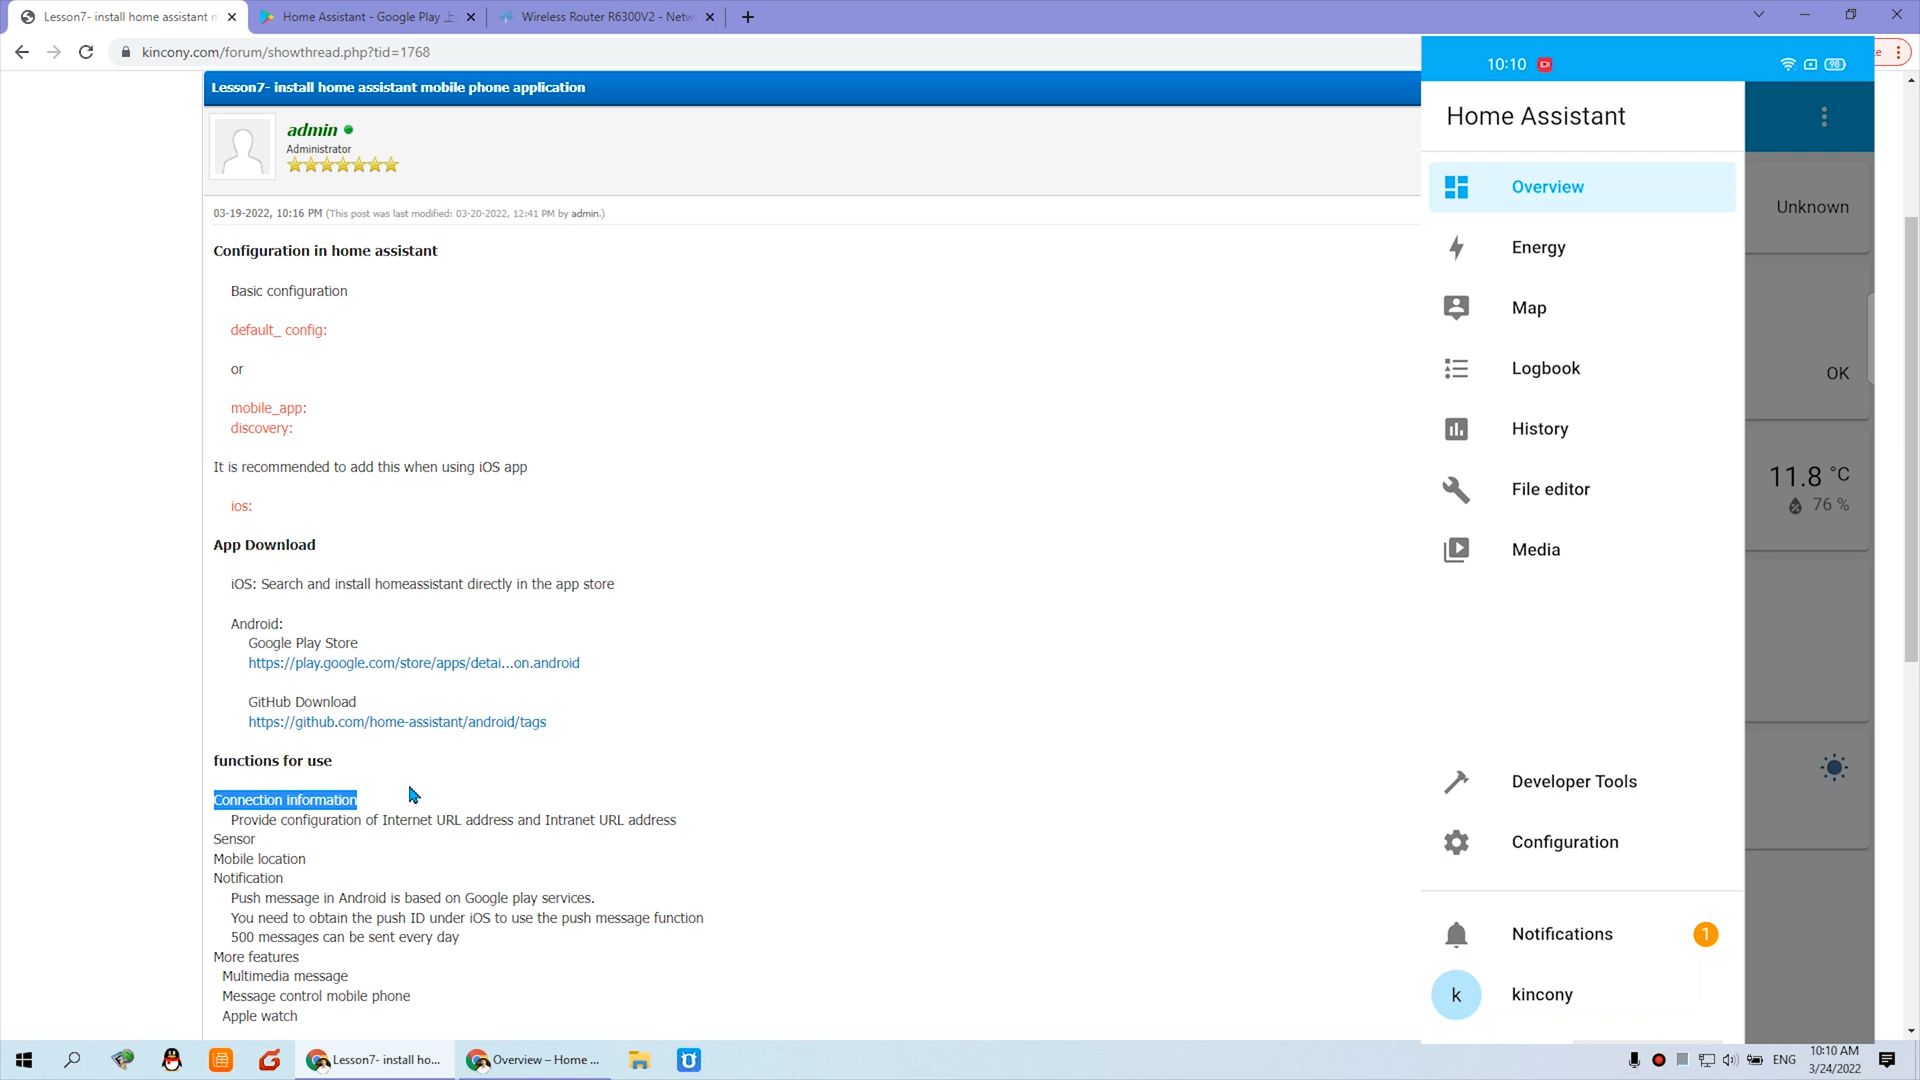 Lesson7- install home assistant m
Home Assistant - Google Play 上
Wireless Router R6300V2 - Netw
kincony.com/forum/showthread.php?tid=1768
Lesson7- install home assistant mobile phone application
admin
Administrator
03-19-2022, 10:16 PM (This post was last modified: 03-20-2022, 12:41 PM by admin.)
Configuration in home assistant
Basic configuration
default_ config:
or
mobile_app:
discovery:
It is recommended to add this when using iOS app
ios:
App Download
iOS: Search and install homeassistant directly in the app store
Android:
Google Play Store
https://play.google.com/store/apps/detai...on.android
GitHub Download
https://github.com/home-assistant/android/tags
functions for use
Connection information
Provide configuration of Internet URL address and Intranet URL address
Sensor
Mobile location
Notification
Push message in Android is based on Google play services.
You need to obtain the push ID under iOS to use the push message function
500 messages can be sent every day
More features
Multimedia message
Message control mobile phone
Apple watch
10:10
98
Home Assistant
Overview
Energy
Map
Logbook
History
File editor
Media
Developer Tools
Configuration
Notifications
1
k
kincony
Unknown
OK
11.8 °C
76 %
Lesson7- install ho...
Overview – Home ...
ENG
10:10 AM
3/24/2022